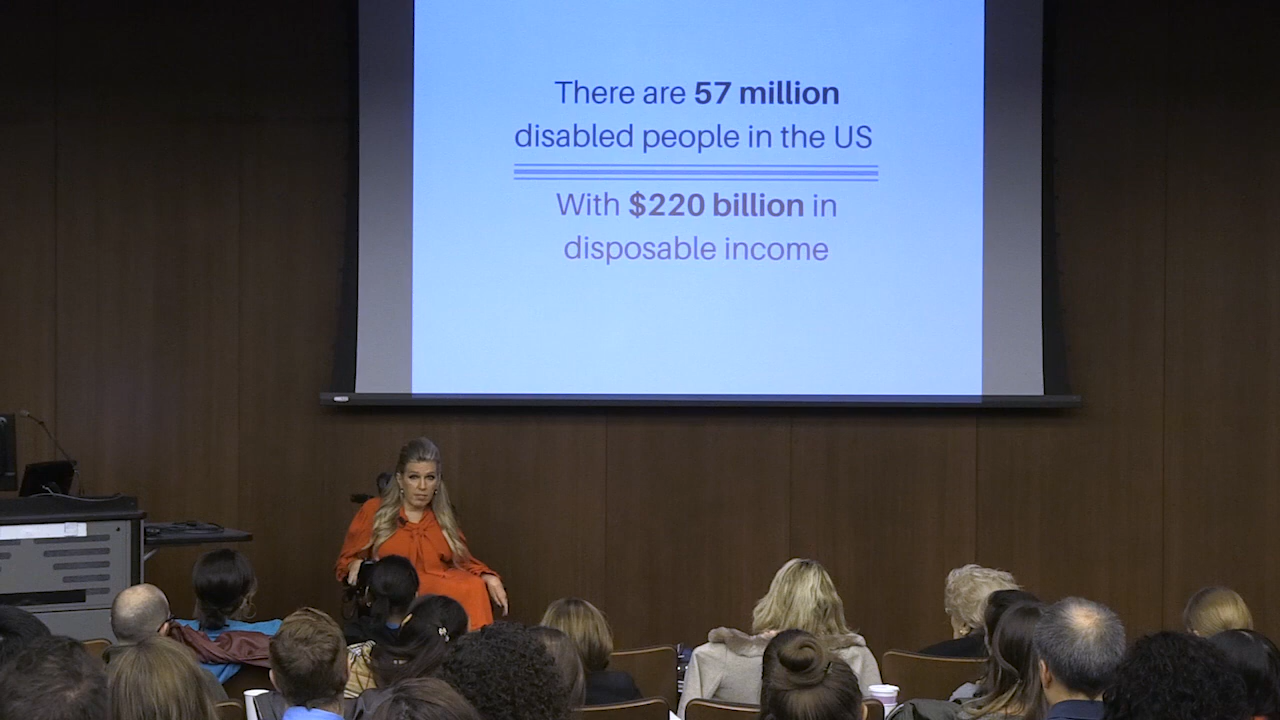 There are 57 million
disabled people in the US
With $220 billion in
disposable income